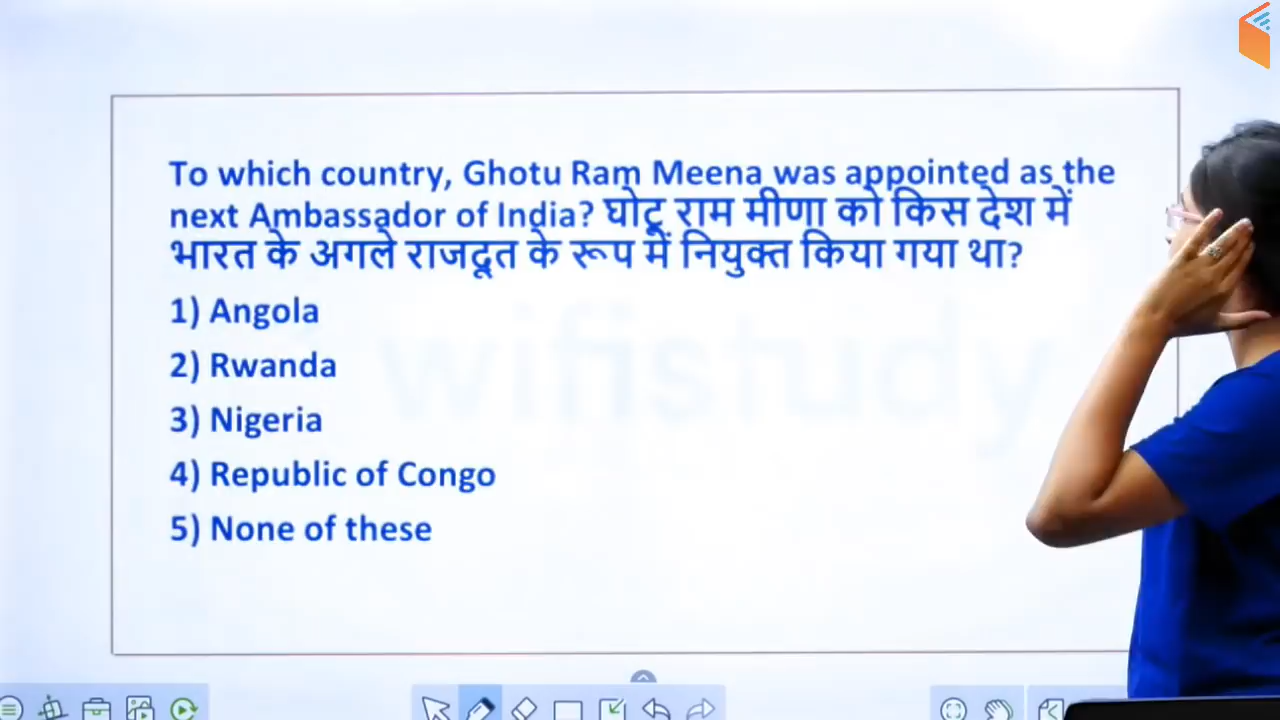 To which country, Ghotu Ram Meena was appointed as the
next Ambassador of India? घोटू राम मीणा को किस देश में
भारत के अगले राजदूत के रूप में नियुक्त किया गया था?
1) Angola
2) Rwanda
3) Nigeria
4) Republic of Congo
5) None of these
wifistudy